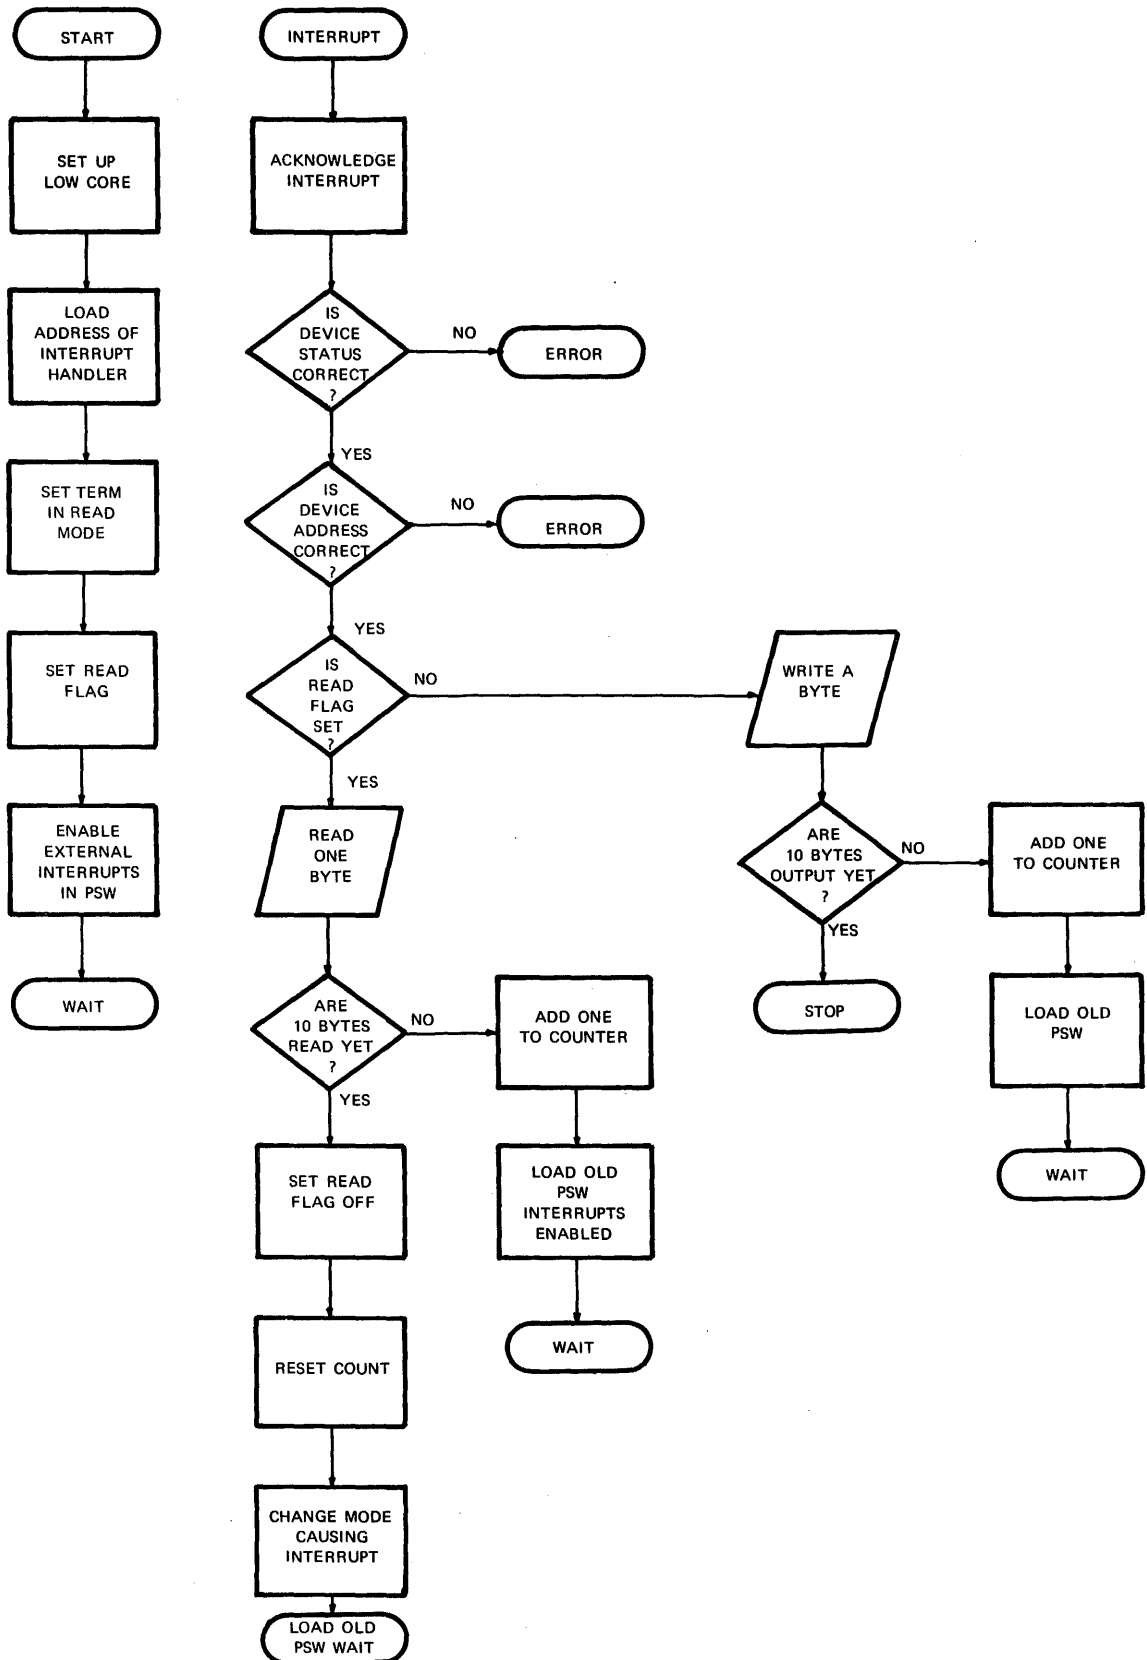 START
SET UP
LOW CORE
LOAD
ADDRESS OF
INTERRUPT
HANDLER
SET TERM
IN READ
MODE
SET READ
FLAG
ENABLE
EXTERNAL
INTERRUPTS
IN PSW
WAIT
INTERRUPT
ACKNOWLEDGE
INTERRUPT
IS
DEVICE
STATUS
CORRECT
?
NO
ERROR
YES
IS
DEVICE
ADDRESS
CORRECT
?
NO
ERROR
YES
IS
READ
FLAG
SET
?
NO
YES
READ
ONE
BYTE
ARE
10 BYTES
READ YET
?
NO
ADD ONE
TO COUNTER
LOAD OLD
PSW
INTERRUPTS
ENABLED
WAIT
YES
SET READ
FLAG OFF
RESET COUNT
CHANGE MODE
CAUSING
INTERRUPT
LOAD OLD
PSW WAIT
WRITE A
BYTE
ARE
10 BYTES
OUTPUT YET
?
NO
YES
STOP
ADD ONE
TO COUNTER
LOAD OLD
PSW
WAIT